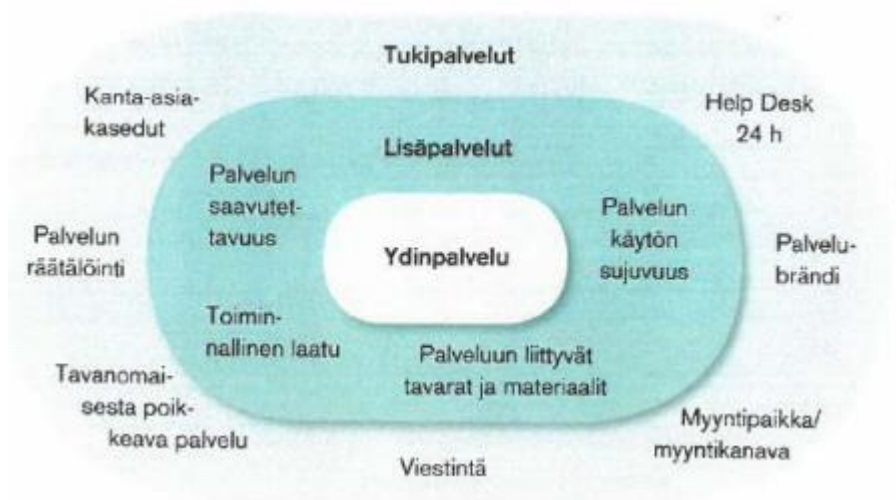 Tukipalvelut
Kanta-asia-
kasedut
Help Desk
24 h
Lisäpalvelut
Palvelun
saavutet-
tavuus
Palvelun
käytön
sujuvuus
Palvelun
räätälöinti
Ydinpalvelu
Palvelu-
brändi
Toimin-
nallinen laatu
Palveluun liittyvät
tavarat ja materiaalit
Tavanomai-
sesta poik-
keava palvelu
Myyntipaikka/
myyntikanava
Viestintä